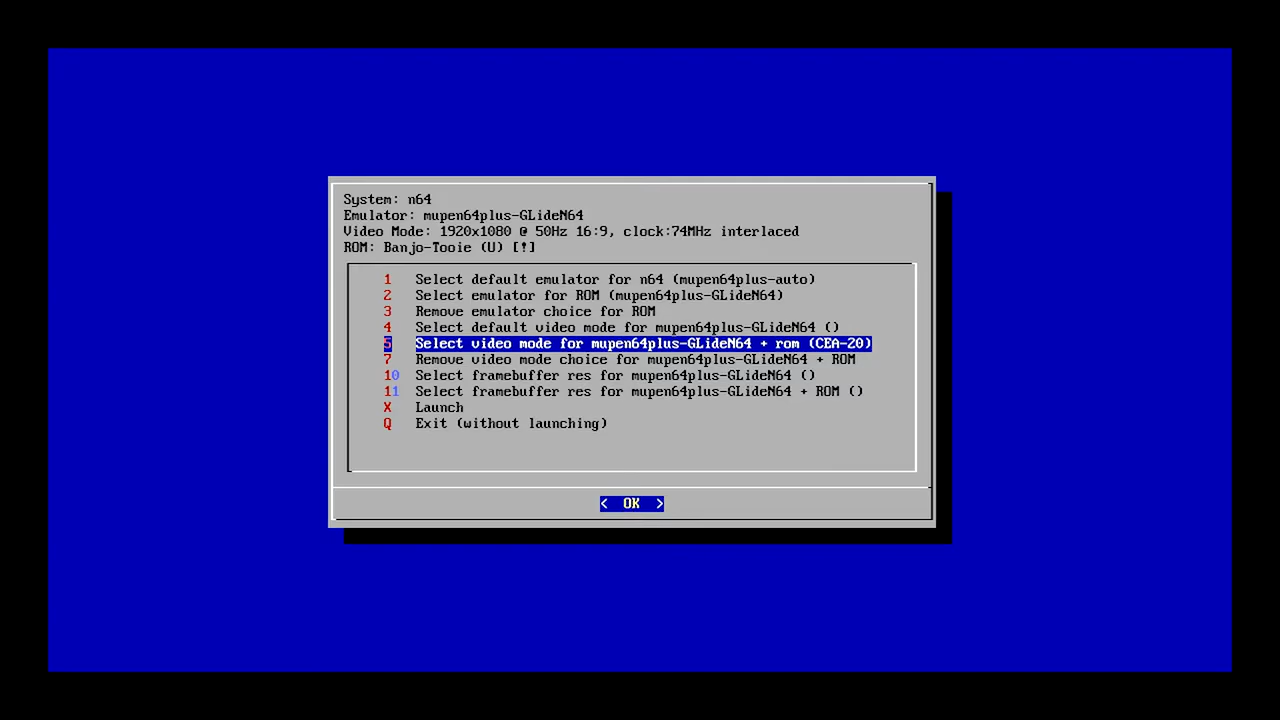 System: n64
Emulator: mupen64plus-GLideN64
Video Mode: 1920x1080 @ 50Hz 16:9, clock:74MHz interlaced
ROM: Banjo-Tooie (U) [!]
1 Select default emulator for n64 (mupen64plus-auto)
2 Select emulator for ROM (mupen64plus-GLideN64)
3 Remove emulator choice for ROM
4 Select default video mode for mupen64plus-GLideN64 ()
5 Select video mode for mupen64plus-GLideN64 + rom (CEA-20)
7 Remove video mode choice for mupen64plus-GLideN64 + ROM
10 Select framebuffer res for mupen64plus-GLideN64 ()
11 Select framebuffer res for mupen64plus-GLideN64 + ROM ()
X Launch
Q Exit (without launching)
< OK >